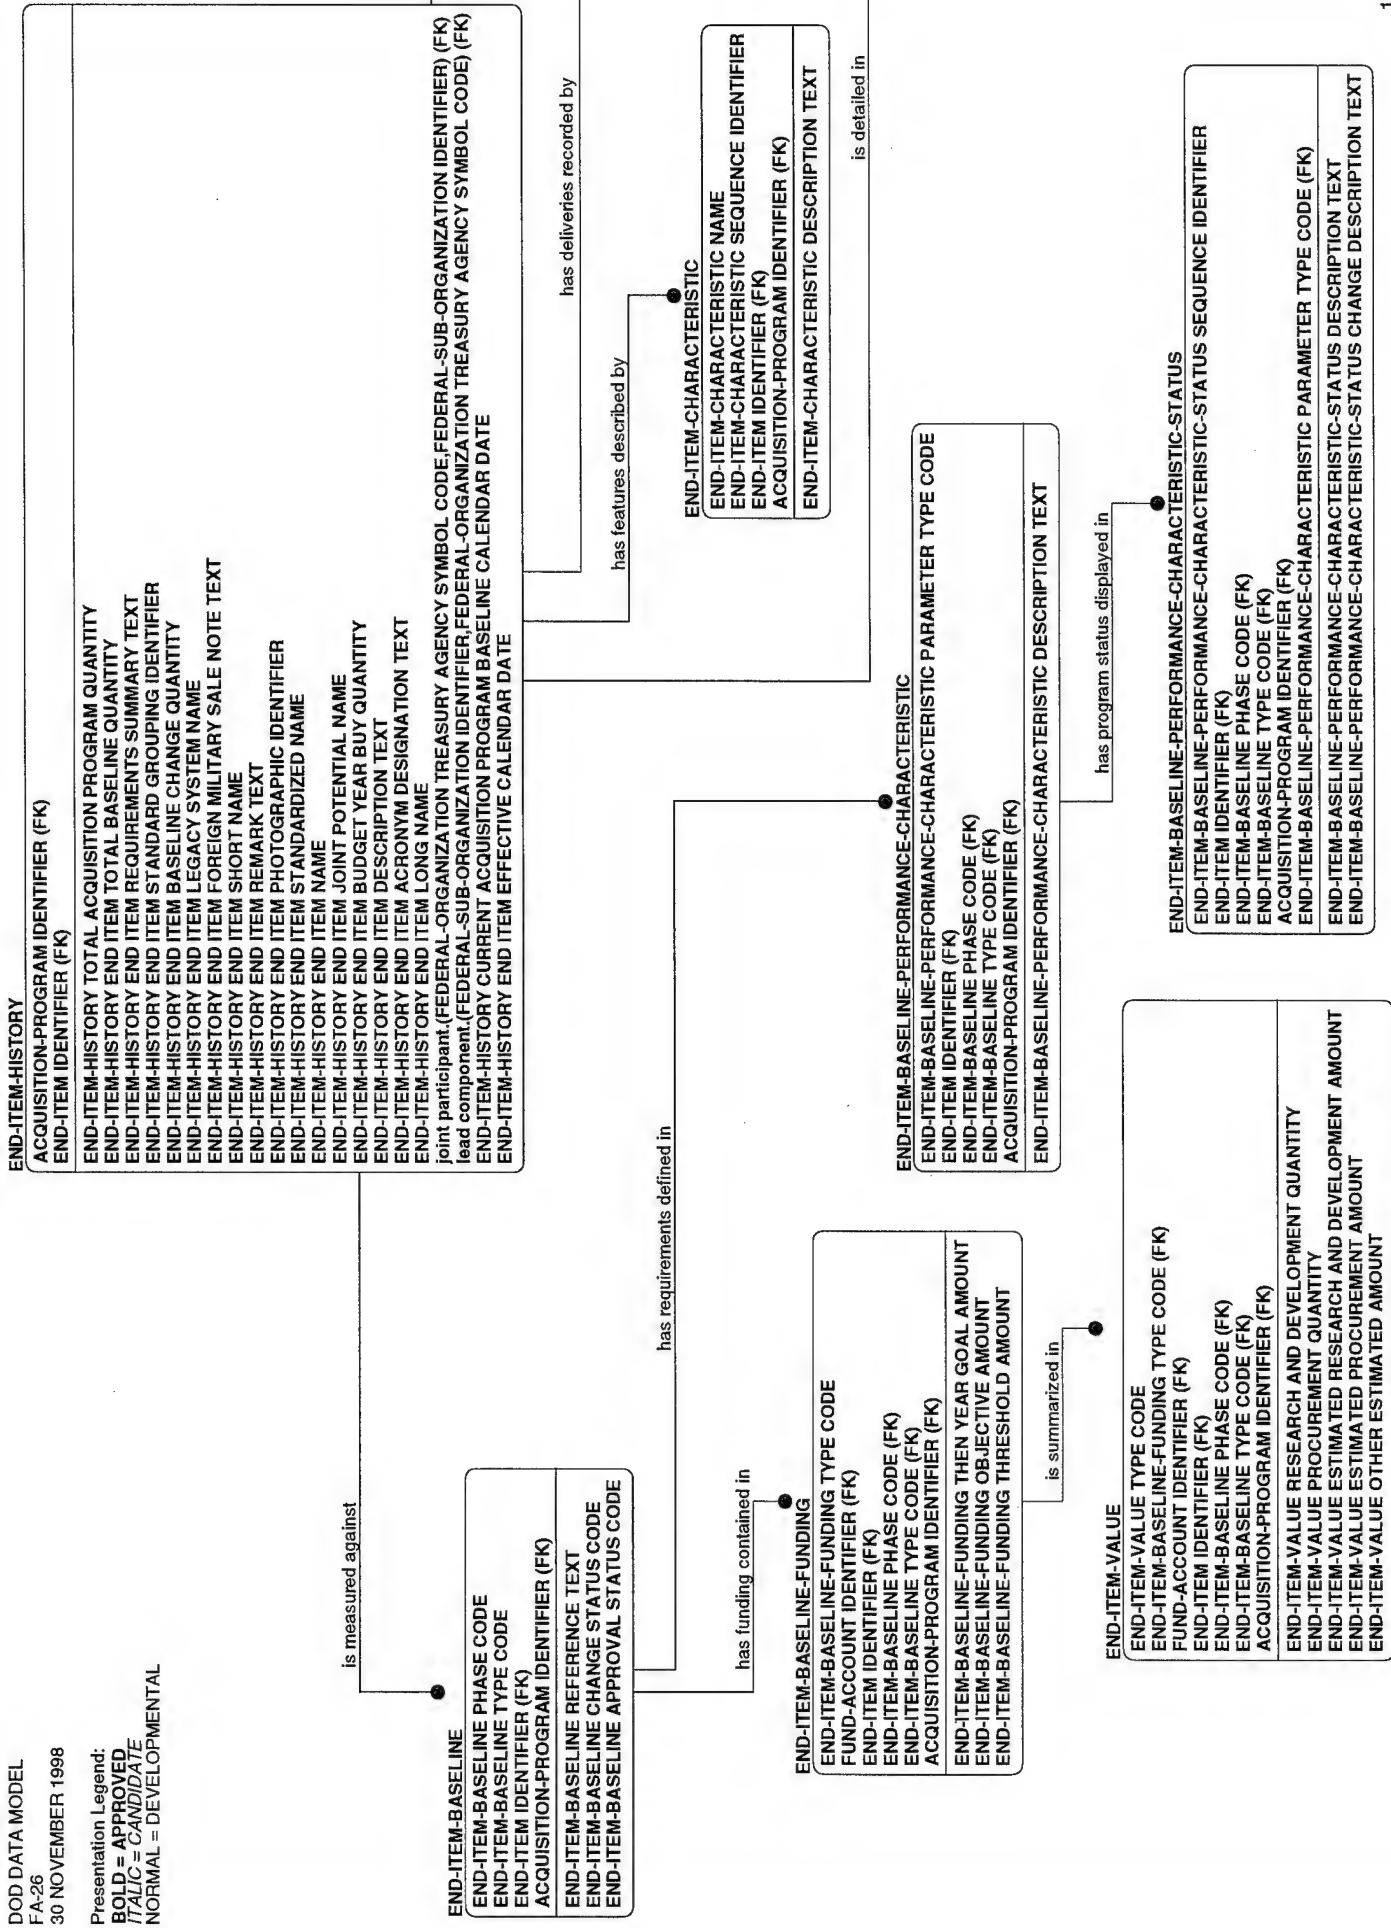 DOD DATA MODEL
FA-26
30 NOVEMBER 1998
Presentation Legend:
BOLD = APPROVED
ITALIC = CANDIDATE
NORMAL = DEVELOPMENTAL
END-ITEM-HISTORY
ACQUISITION-PROGRAM IDENTIFIER (FK)
END-ITEM IDENTIFIER (FK)
END-ITEM-HISTORY TOTAL ACQUISITION PROGRAM QUANTITY
END-ITEM-HISTORY END ITEM TOTAL BASELINE QUANTITY
END-ITEM-HISTORY END ITEM REQUIREMENTS SUMMARY TEXT
END-ITEM-HISTORY END ITEM STANDARD GROUPING IDENTIFIER
END-ITEM-HISTORY END ITEM BASELINE CHANGE QUANTITY
END-ITEM-HISTORY END ITEM LEGACY SYSTEM NAME
END-ITEM-HISTORY END ITEM FOREIGN MILITARY SALE NOTE TEXT
END-ITEM-HISTORY END ITEM SHORT NAME
END-ITEM-HISTORY END ITEM REMARK TEXT
END-ITEM-HISTORY END ITEM PHOTOGRAPHIC IDENTIFIER
END-ITEM-HISTORY END ITEM STANDARDIZED NAME
END-ITEM-HISTORY END ITEM NAME
END-ITEM-HISTORY END ITEM JOINT POTENTIAL NAME
END-ITEM-HISTORY END ITEM BUDGET YEAR BUY QUANTITY
END-ITEM-HISTORY END ITEM DESCRIPTION TEXT
END-ITEM-HISTORY END ITEM ACRONYM DESIGNATION TEXT
END-ITEM-HISTORY END ITEM LONG NAME
joint participant.(FEDERAL-ORGANIZATION TREASURY AGENCY SYMBOL CODE,FEDERAL-SUB-ORGANIZATION IDENTIFIER) (FK)
lead component.(FEDERAL-SUB-ORGANIZATION IDENTIFIER,FEDERAL-ORGANIZATION TREASURY AGENCY SYMBOL CODE) (FK)
END-ITEM-HISTORY CURRENT ACQUISITION PROGRAM BASELINE CALENDAR DATE
END-ITEM-HISTORY END ITEM EFFECTIVE CALENDAR DATE
is measured against
has deliveries recorded by
has features described by
END-ITEM-BASELINE
END-ITEM-BASELINE PHASE CODE
END-ITEM-BASELINE TYPE CODE
END-ITEM IDENTIFIER (FK)
ACQUISITION-PROGRAM IDENTIFIER (FK)
END-ITEM-BASELINE REFERENCE TEXT
END-ITEM-BASELINE CHANGE STATUS CODE
END-ITEM-BASELINE APPROVAL STATUS CODE
END-ITEM-CHARACTERISTIC
END-ITEM-CHARACTERISTIC NAME
END-ITEM-CHARACTERISTIC SEQUENCE IDENTIFIER
END-ITEM IDENTIFIER (FK)
ACQUISITION-PROGRAM IDENTIFIER (FK)
END-ITEM-CHARACTERISTIC DESCRIPTION TEXT
has requirements defined in
is detailed in
has funding contained in
END-ITEM-BASELINE-FUNDING
END-ITEM-BASELINE-FUNDING TYPE CODE
FUND-ACCOUNT IDENTIFIER (FK)
END-ITEM IDENTIFIER (FK)
END-ITEM-BASELINE PHASE CODE (FK)
END-ITEM-BASELINE TYPE CODE (FK)
ACQUISITION-PROGRAM IDENTIFIER (FK)
END-ITEM-BASELINE-FUNDING THEN YEAR GOAL AMOUNT
END-ITEM-BASELINE-FUNDING OBJECTIVE AMOUNT
END-ITEM-BASELINE-FUNDING THRESHOLD AMOUNT
END-ITEM-BASELINE-PERFORMANCE-CHARACTERISTIC
END-ITEM-BASELINE-PERFORMANCE-CHARACTERISTIC PARAMETER TYPE CODE
END-ITEM IDENTIFIER (FK)
END-ITEM-BASELINE PHASE CODE (FK)
END-ITEM-BASELINE TYPE CODE (FK)
ACQUISITION-PROGRAM IDENTIFIER (FK)
END-ITEM-BASELINE-PERFORMANCE-CHARACTERISTIC DESCRIPTION TEXT
is summarized in
has program status displayed in
END-ITEM-VALUE
END-ITEM-VALUE TYPE CODE
END-ITEM-BASELINE-FUNDING TYPE CODE (FK)
FUND-ACCOUNT IDENTIFIER (FK)
END-ITEM IDENTIFIER (FK)
END-ITEM-BASELINE PHASE CODE (FK)
END-ITEM-BASELINE TYPE CODE (FK)
ACQUISITION-PROGRAM IDENTIFIER (FK)
END-ITEM-VALUE RESEARCH AND DEVELOPMENT QUANTITY
END-ITEM-VALUE PROCUREMENT QUANTITY
END-ITEM-VALUE ESTIMATED RESEARCH AND DEVELOPMENT AMOUNT
END-ITEM-VALUE ESTIMATED PROCUREMENT AMOUNT
END-ITEM-VALUE OTHER ESTIMATED AMOUNT
END-ITEM-BASELINE-PERFORMANCE-CHARACTERISTIC-STATUS
END-ITEM-BASELINE-PERFORMANCE-CHARACTERISTIC-STATUS SEQUENCE IDENTIFIER
END-ITEM IDENTIFIER (FK)
END-ITEM-BASELINE PHASE CODE (FK)
END-ITEM-BASELINE TYPE CODE (FK)
ACQUISITION-PROGRAM IDENTIFIER (FK)
END-ITEM-BASELINE-PERFORMANCE-CHARACTERISTIC PARAMETER TYPE CODE (FK)
END-ITEM-BASELINE-PERFORMANCE-CHARACTERISTIC-STATUS DESCRIPTION TEXT
END-ITEM-BASELINE-PERFORMANCE-CHARACTERISTIC-STATUS CHANGE DESCRIPTION TEXT